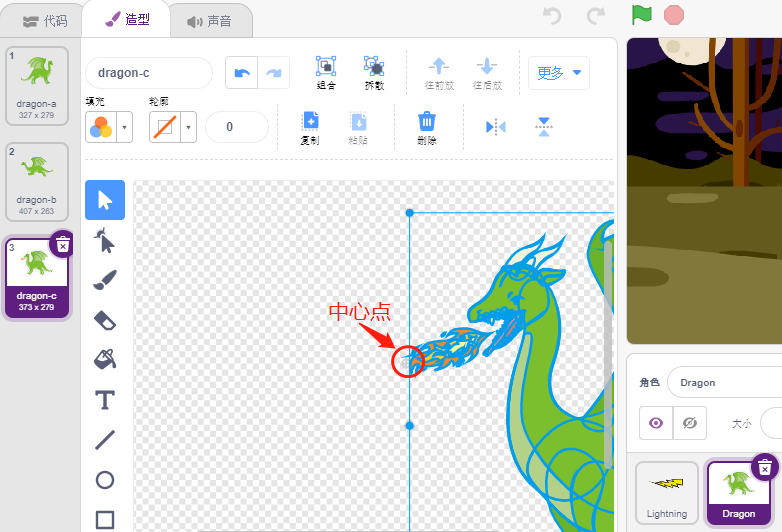 代码
造型
声音
1
dragon-a
327 x 279
2
dragon-b
407 x 263
3
dragon-c
373 x 279
dragon-c
组合
拆散
往前放
往后放
更多
填充
轮廓
0
复制
粘贴
删除
T
中心点
角色
Dragon
大小
Lightning
Dragon